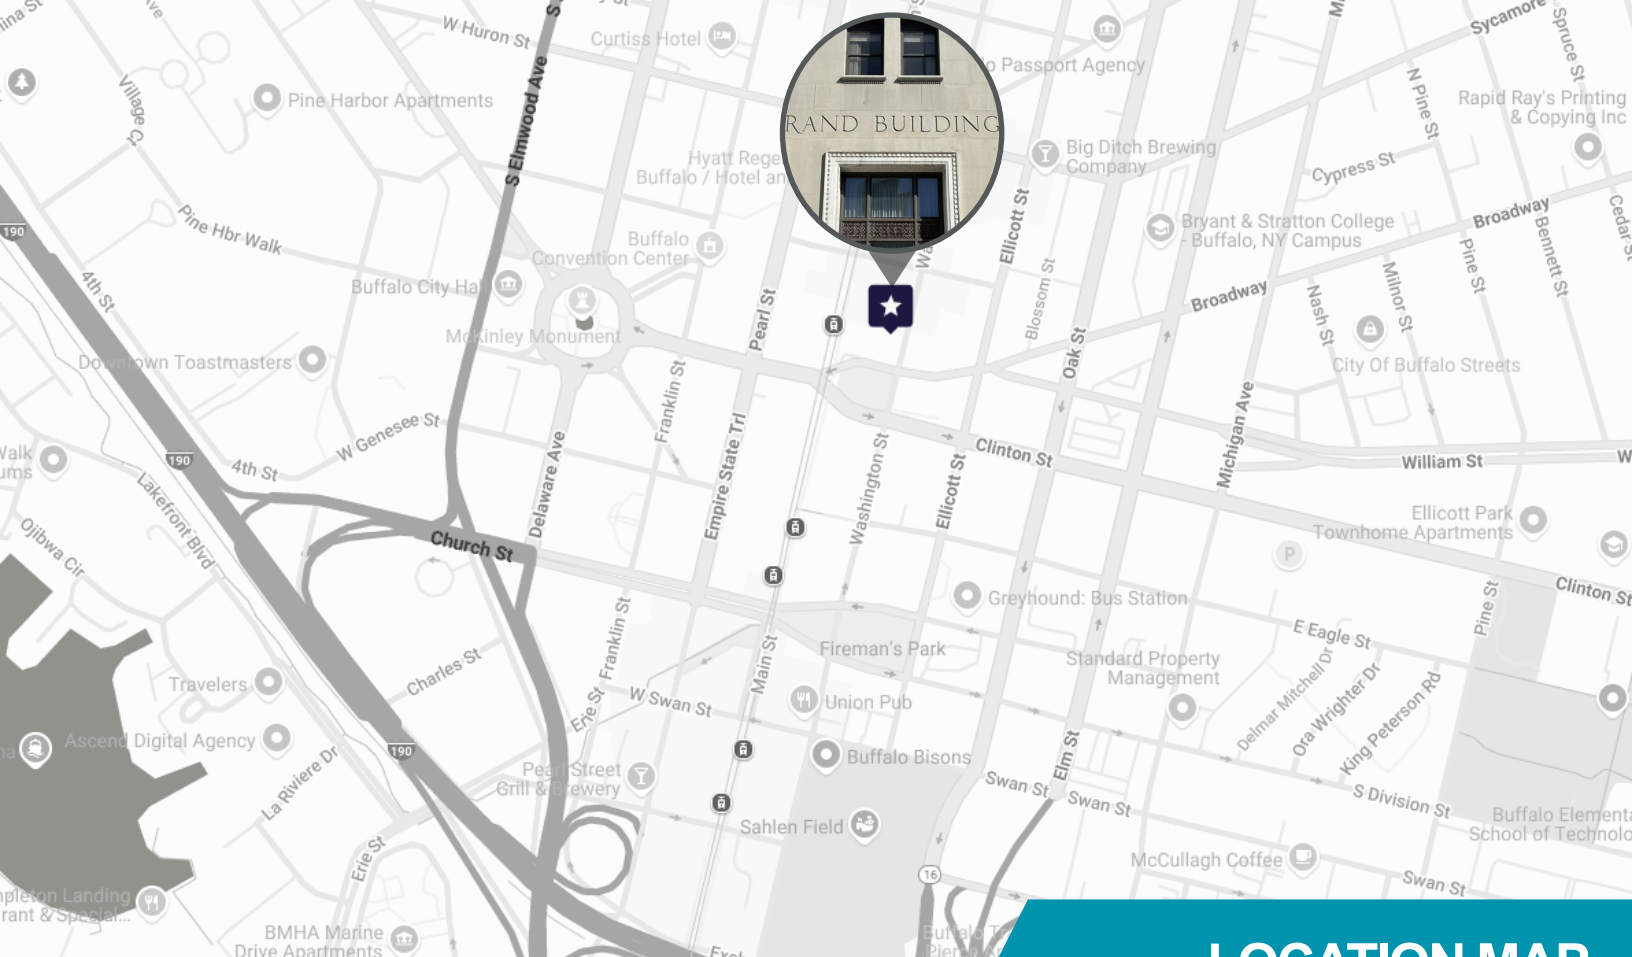 W Huron St
Curtiss Hotel
Passport Agency
Sycamore
Spruce St
S Elmwood Ave
Village Ct
Pine Harbor Apartments
N Pine St
Rapid Ray's Printing
& Copying Inc
RAND BUILDING
Big Ditch Brewing
Company
Hyatt
Buffalo / Hotel
Cypress St
Broadway
Cedar St
Pine Hbr Walk
190
Ellicott St
Bryant & Stratton College
- Buffalo, NY Campus
Bennett St
Pine St
Buffalo
Convention Center
4th St
Buffalo City Hall
Blossom St
Broadway
Nash St
Milnor St
Pearl St
McKinley Monument
Oak St
City Of Buffalo Streets
Downtown Toastmasters
Franklin St
W Genesee St
Michigan Ave
Delaware Ave
Empire State Trl
Washington St
Ellicott St
Clinton St
William St
W
Walk
190
4th St
Lakefront Blvd
Ojibwa Cir
Church St
Ellicott Park
Townhome Apartments
P
Clinton St
Pine St
Greyhound: Bus Station
E Eagle St
Franklin St
Main St
Fireman's Park
Charles St
Standard Property
Management
Delmar Mitchell Dr
Ora Wrighter Dr
King Peterson Rd
Travelers
Erie St
W Swan St
Union Pub
Ascend Digital Agency
190
Buffalo Bisons
Elm St
La Riviere Dr
Pearl Street
Grill & Brewery
Swan St
Swan St
S Division St
Sahlen Field
Buffalo
School of
McCullagh Coffee
Erie St
16
Swan St
Landing
& Special...
BMHA Marine
Drive Apartments
Buffalo
LOCATION MAP